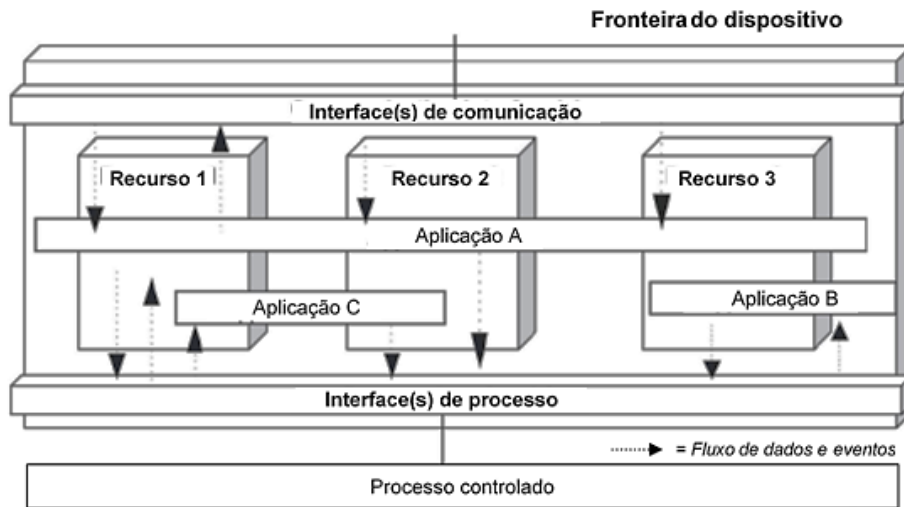 Fronteira do dispositivo
Interface(s) de comunicação
Recurso 1
Recurso 2
Recurso 3
Aplicação A
Aplicação C
Aplicação B
Interface(s) de processo
= Fluxo de dados e eventos
Processo controlado